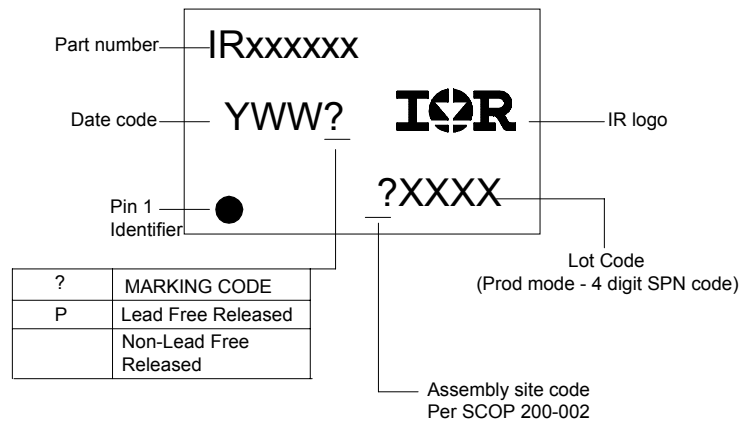 Part number
IRxxxxxx
Date code
YWW?
IOR
IR logo
?XXXX
Pin 1
Identifier
Lot Code
(Prod mode - 4 digit SPN code)
? MARKING CODE
P Lead Free Released
Non-Lead Free
Released
Assembly site code
Per SCOP 200-002